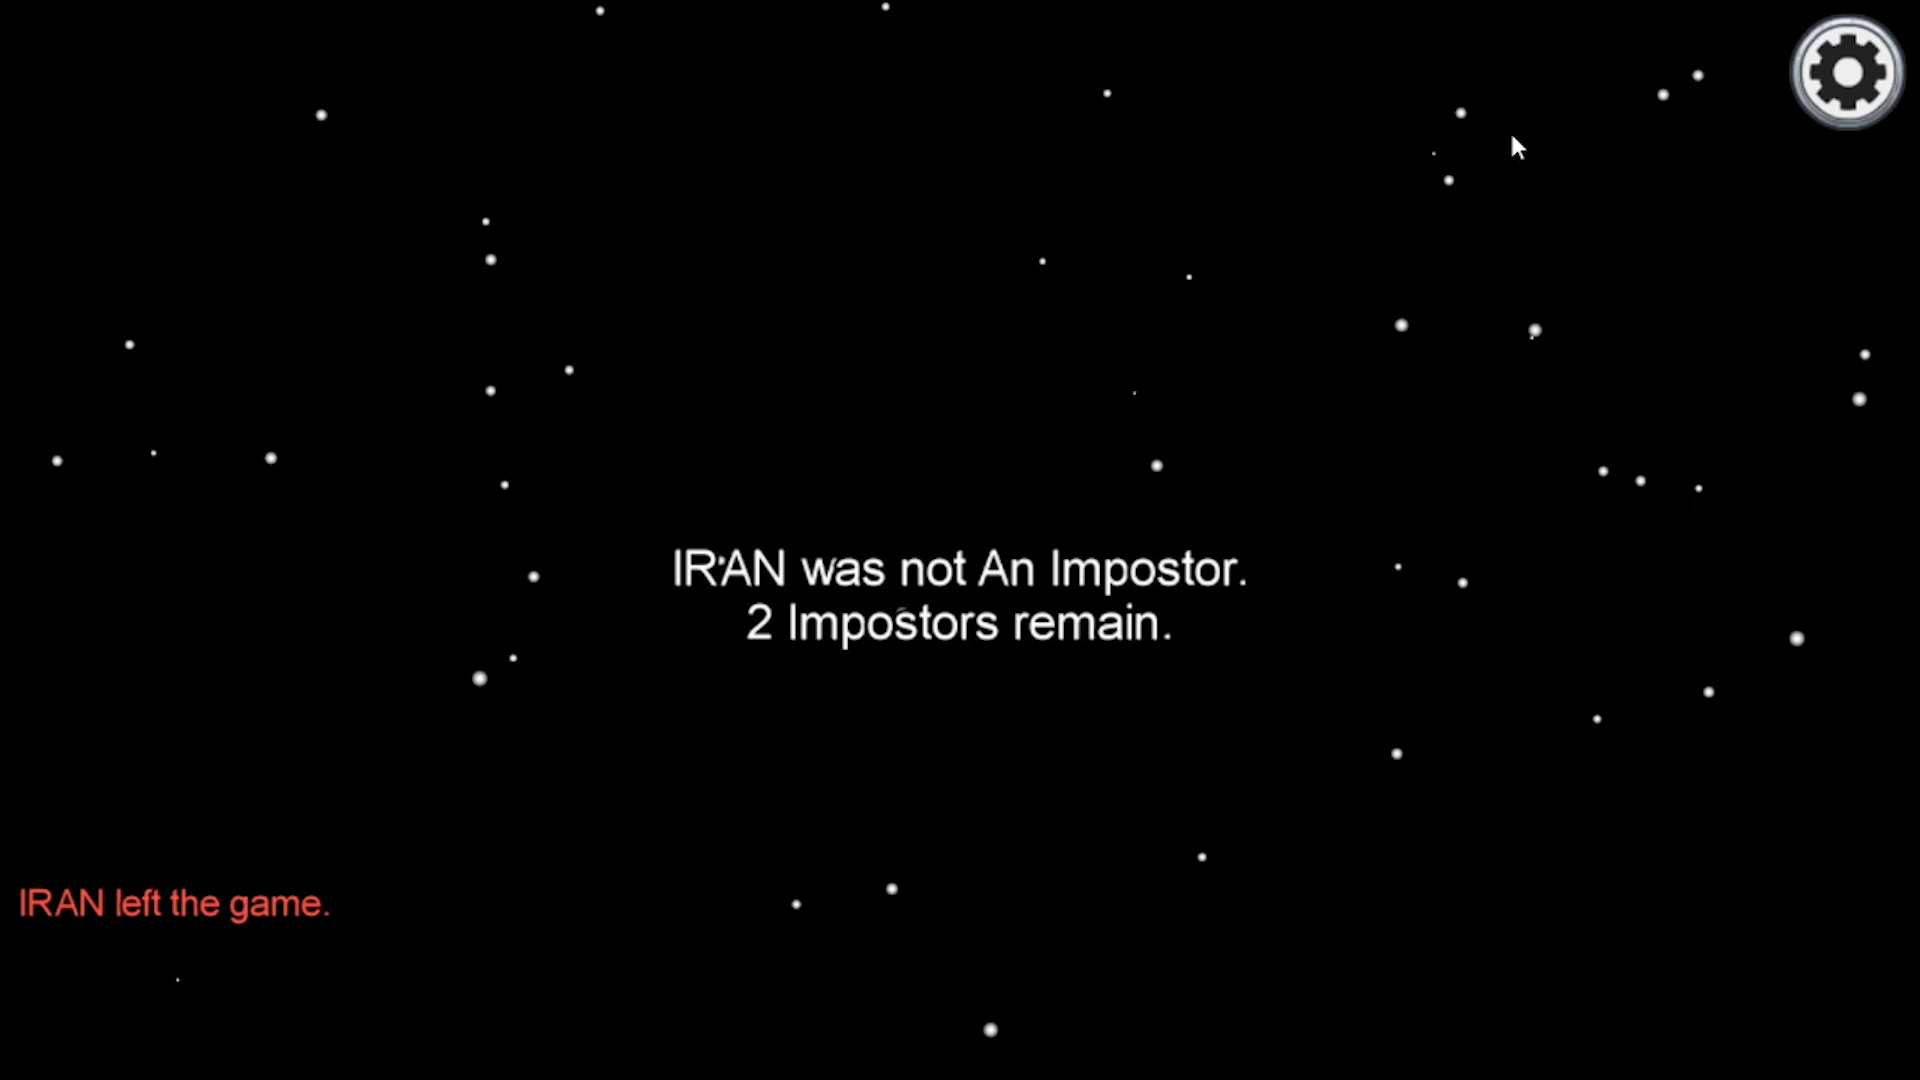 IRAN was not An Impostor.
2 Impostors remain.
IRAN left the game.